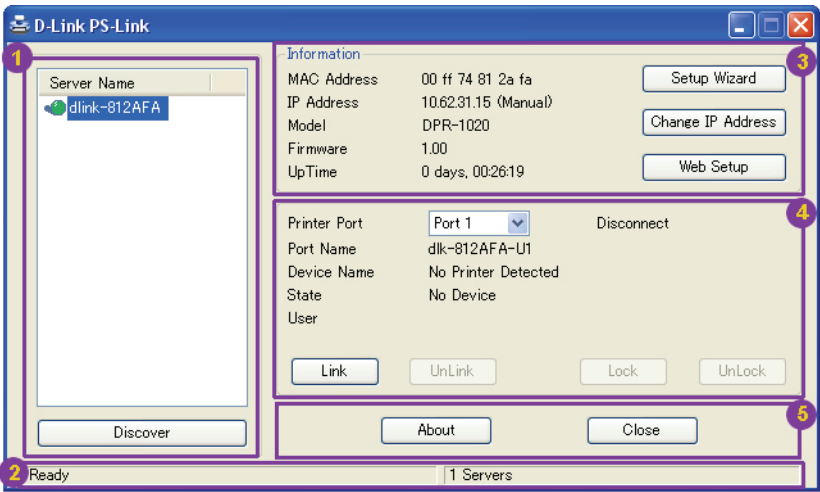 D-Link PS-Link
1
Server Name
dlink-812AFA
Discover
Information
3
MAC Address 00 ff 74 81 2a fa
Setup Wizard
IP Address 10.62.31.15 (Manual)
Model DPR-1020
Change IP Address
Firmware 1.00
Web Setup
UpTime 0 days, 00:26:19
4
Printer Port Port 1 Disconnect
Port Name dlk-812AFA-U1
Device Name No Printer Detected
State No Device
User
Link UnLink Lock UnLock
5
About Close
2
Ready 1 Servers